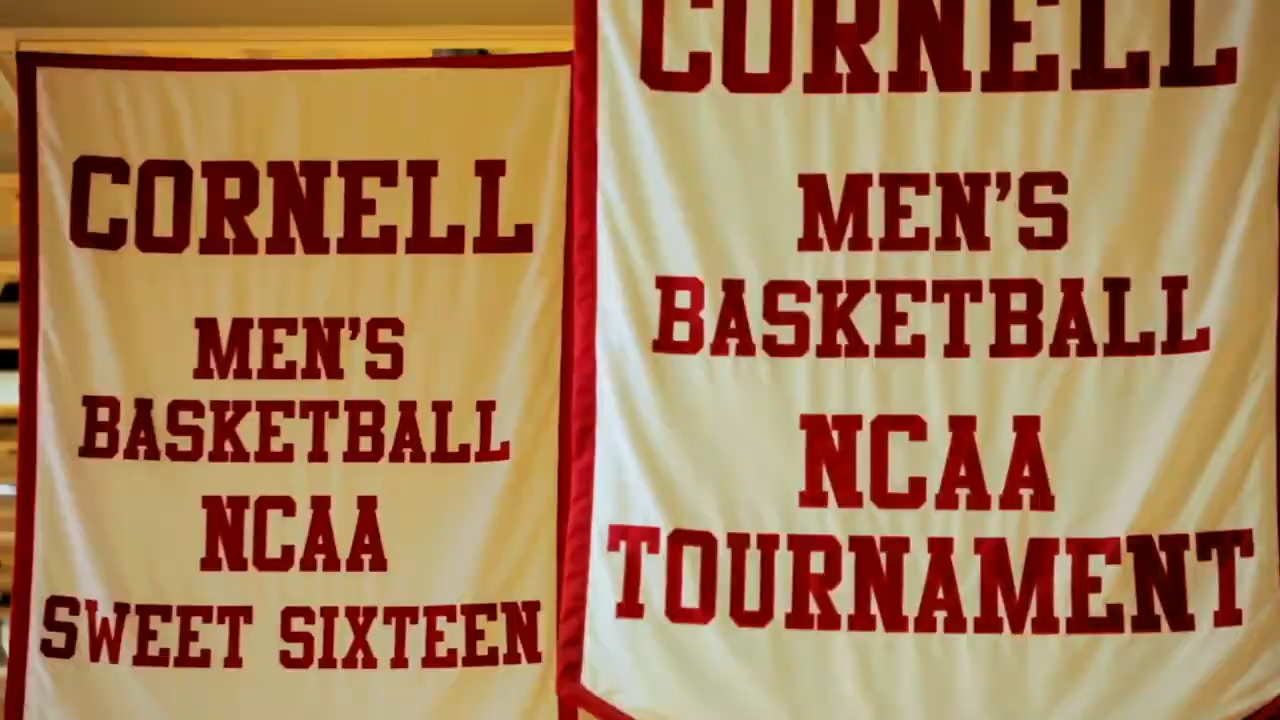 CORNELL
MEN'S
BASKETBALL
NCAA
SWEET SIXTEEN
CORNELL
MEN'S
BASKETBALL
NCAA
TOURNAMENT